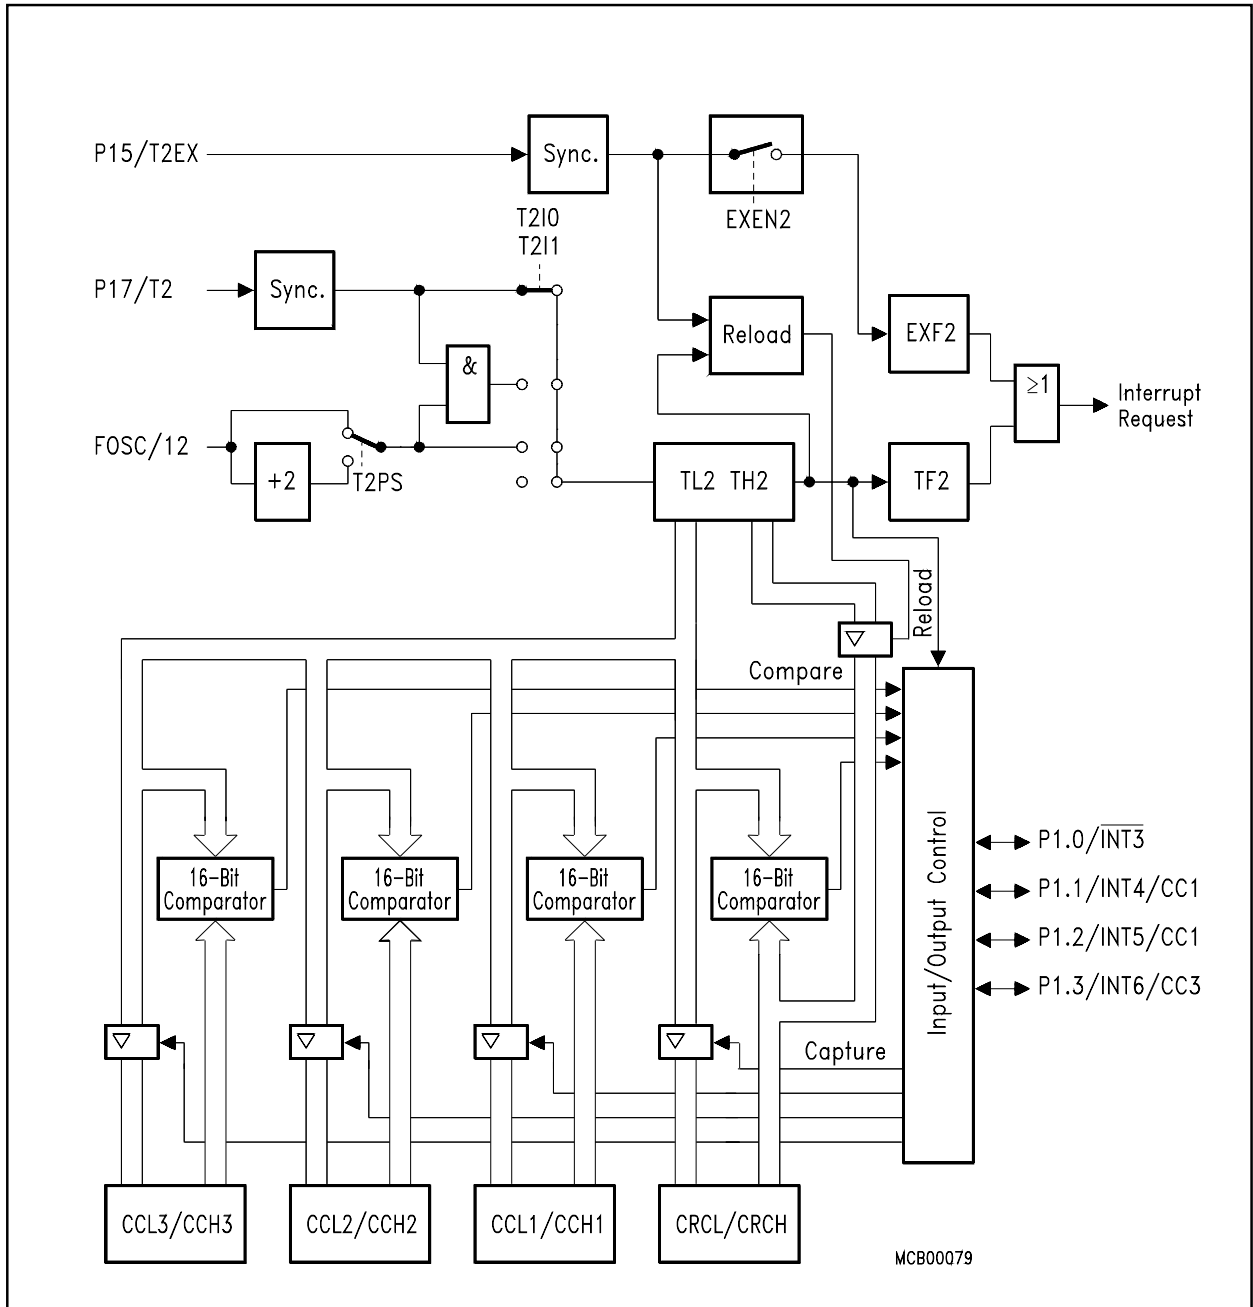 P15/T2EX
Sync.
EXEN2
T2I0
T2I1
P17/T2
Sync.
Reload
EXF2
&
≥1
Interrupt
Request
FOSC/12
+2
T2PS
TL2 TH2
TF2
Reload
Compare
16-Bit
Comparator
16-Bit
Comparator
16-Bit
Comparator
16-Bit
Comparator
Input/Output Control
P1.0/INT3
P1.1/INT4/CC1
P1.2/INT5/CC1
P1.3/INT6/CC3
Capture
CCL3/CCH3
CCL2/CCH2
CCL1/CCH1
CRCL/CRCH
MCB00079